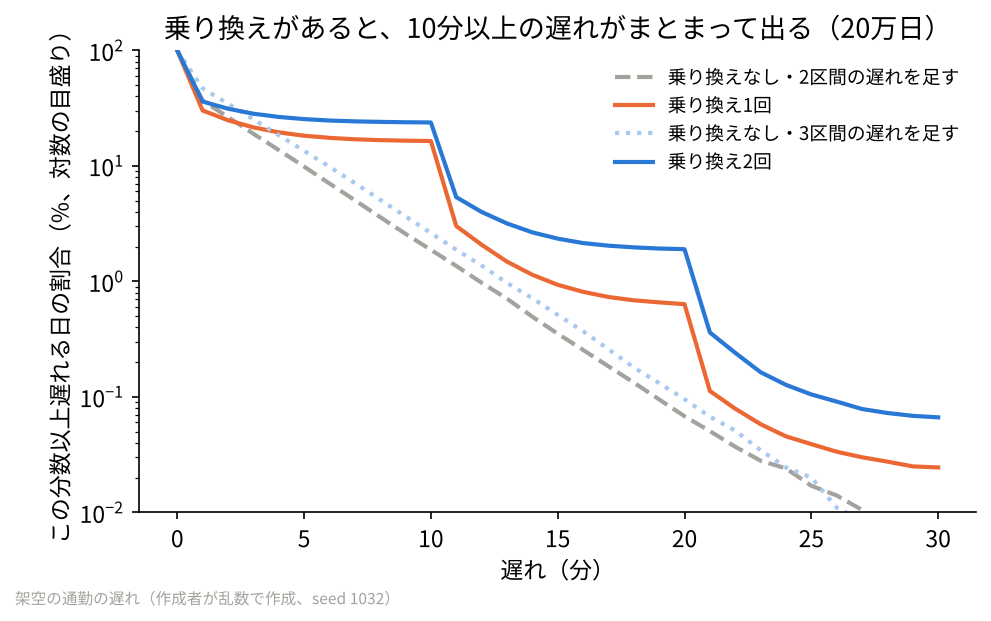 乗り換えがあると、10分以上の遅れがまとまって出る（20万日）
この分数以上遅れる日の割合（%、対数の目盛り）
10²
10¹
10⁰
10⁻¹
10⁻²
乗り換えなし・2区間の遅れを足す
乗り換え1回
乗り換えなし・3区間の遅れを足す
乗り換え2回
0 5 10 15 20 25 30
遅れ（分）
架空の通勤の遅れ（作成者が乱数で作成、seed 1032）